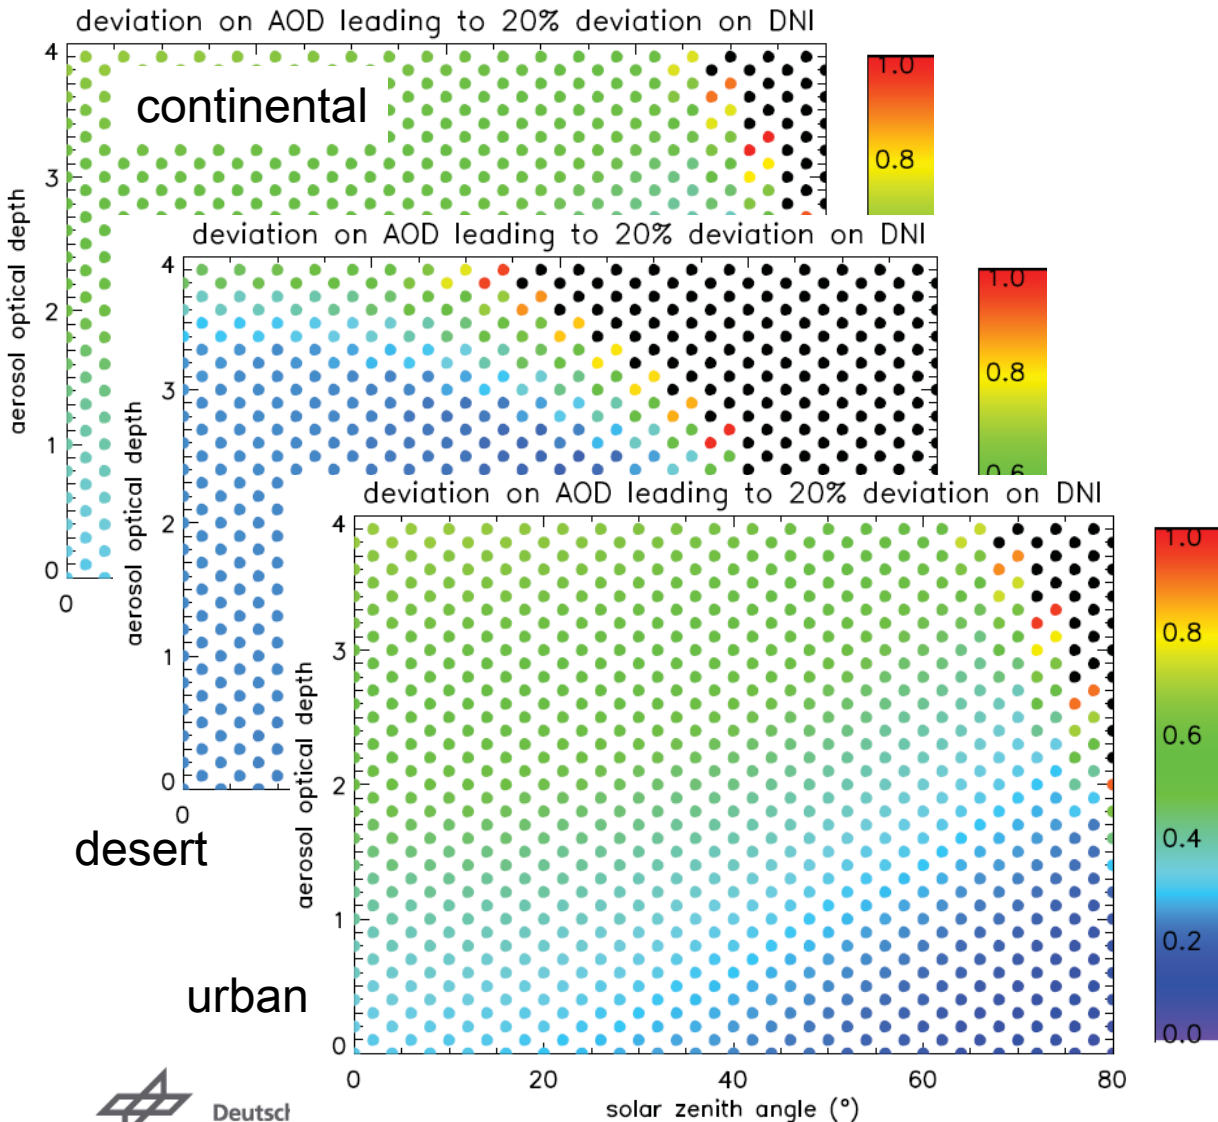 deviation on AOD leading to 20% deviation on DNI
4
3
2
1
0
aerosol optical depth
0
continental
1.0
0.8
deviation on AOD leading to 20% deviation on DNI
4
3
2
1
0
aerosol optical depth
0
desert
1.0
0.8
0.6
deviation on AOD leading to 20% deviation on DNI
4
3
2
1
0
aerosol optical depth
0 20 40 60 80
solar zenith angle (°)
urban
1.0
0.8
0.6
0.4
0.2
0.0
Deutsch